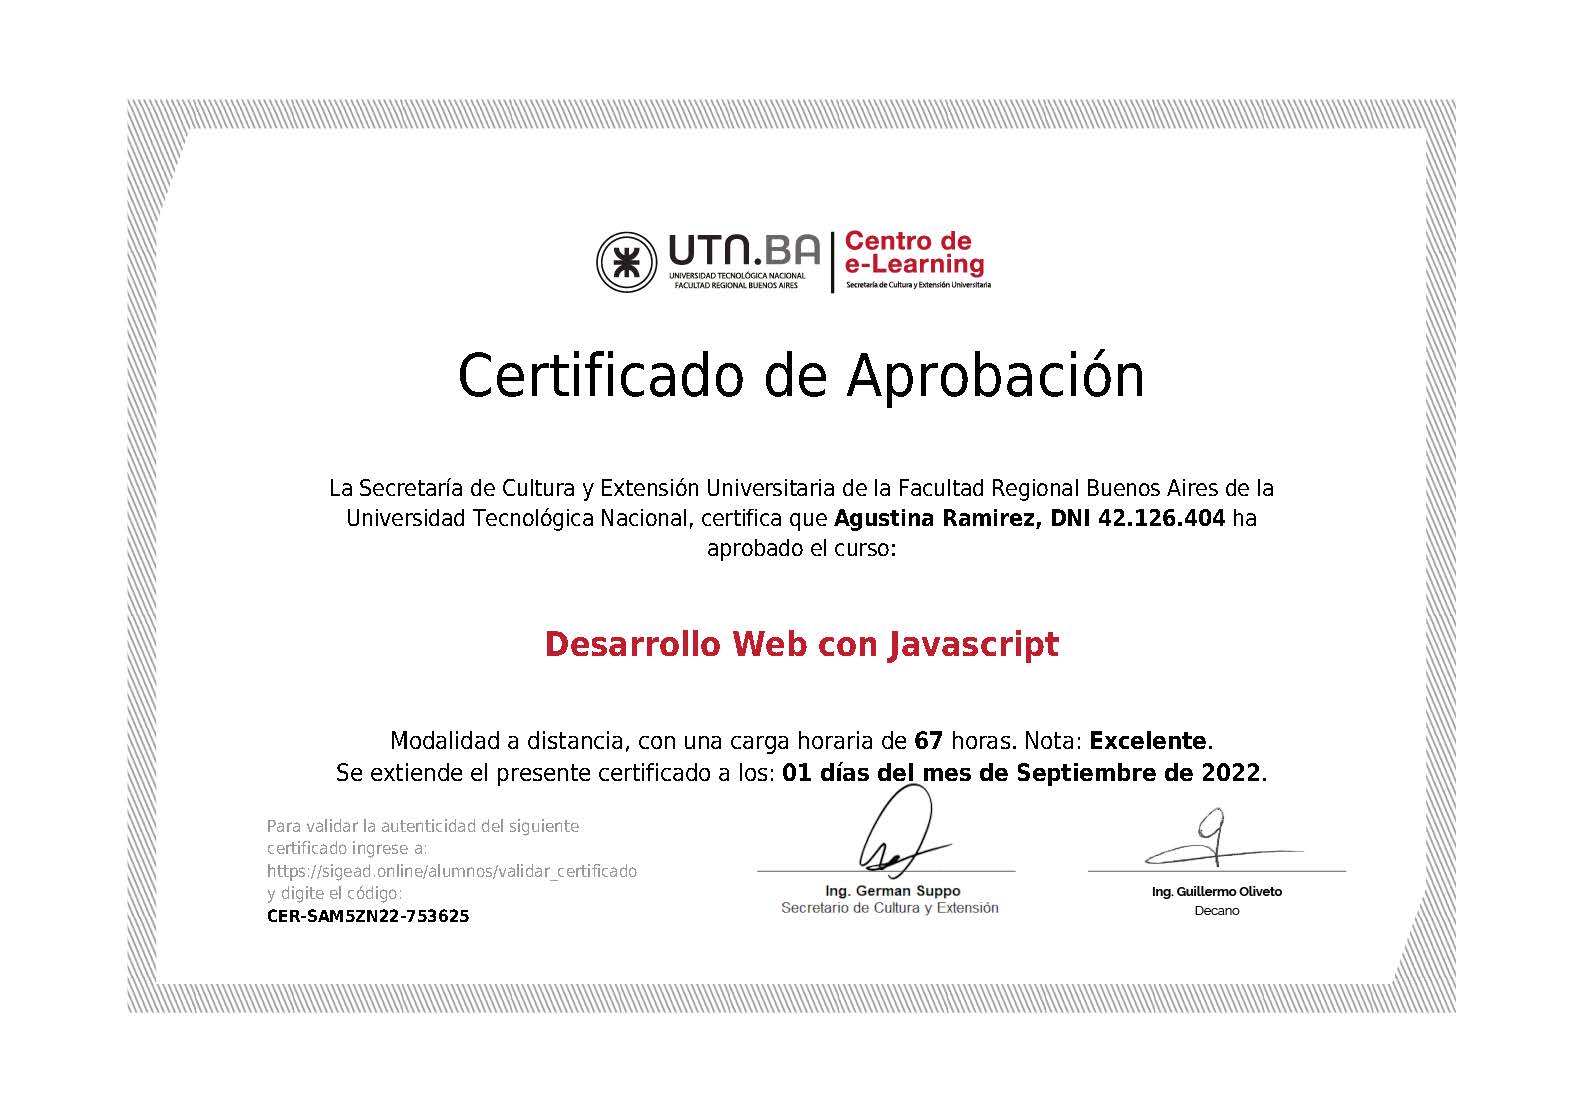 UTN.BA
UNIVERSIDAD TECNOLÓGICA NACIONAL
FACULTAD REGIONAL BUENOS AIRES
Centro de
e-Learning
Secretaría de Cultura y Extensión Universitaria
Certificado de Aprobación
La Secretaría de Cultura y Extensión Universitaria de la Facultad Regional Buenos Aires de la
Universidad Tecnológica Nacional, certifica que Agustina Ramirez, DNI 42.126.404 ha
aprobado el curso:
Desarrollo Web con Javascript
Modalidad a distancia, con una carga horaria de 67 horas. Nota: Excelente.
Se extiende el presente certificado a los: 01 días del mes de Septiembre de 2022.
Para validar la autenticidad del siguiente
certificado ingrese a:
https://sigead.online/alumnos/validar_certificado
y digite el código:
CER-SAM5ZN22-753625
Ing. German Suppo
Secretario de Cultura y Extensión
Ing. Guillermo Oliveto
Decano